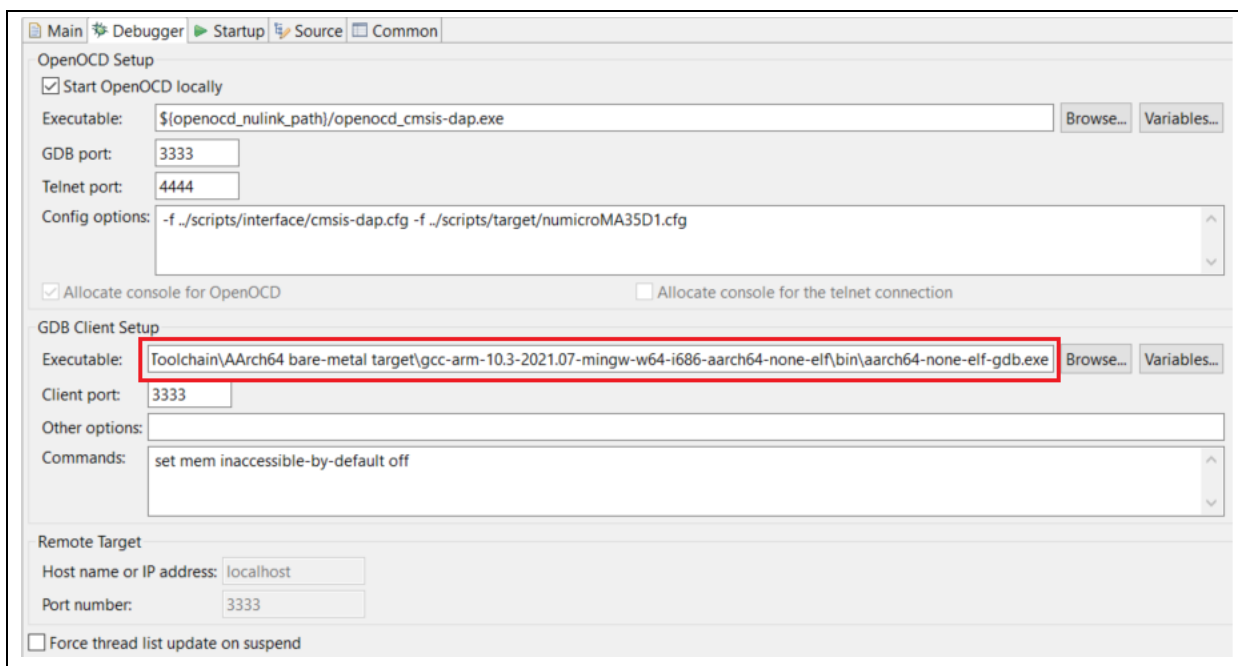 Main Debugger Startup Source Common
OpenOCD Setup
Start OpenOCD locally
Executable: ${openocd_nulink_path}/openocd_cmsis-dap.exe Browse... Variables...
GDB port: 3333
Telnet port: 4444
Config options: -f ../scripts/interface/cmsis-dap.cfg -f ../scripts/target/numicroMA35D1.cfg
Allocate console for OpenOCD Allocate console for the telnet connection
GDB Client Setup
Executable: Toolchain\AArch64 bare-metal target\gcc-arm-10.3-2021.07-mingw-w64-i686-aarch64-none-elf\bin\aarch64-none-elf-gdb.exe Browse... Variables...
Client port: 3333
Other options:
Commands: set mem inaccessible-by-default off
Remote Target
Host name or IP address: localhost
Port number: 3333
Force thread list update on suspend